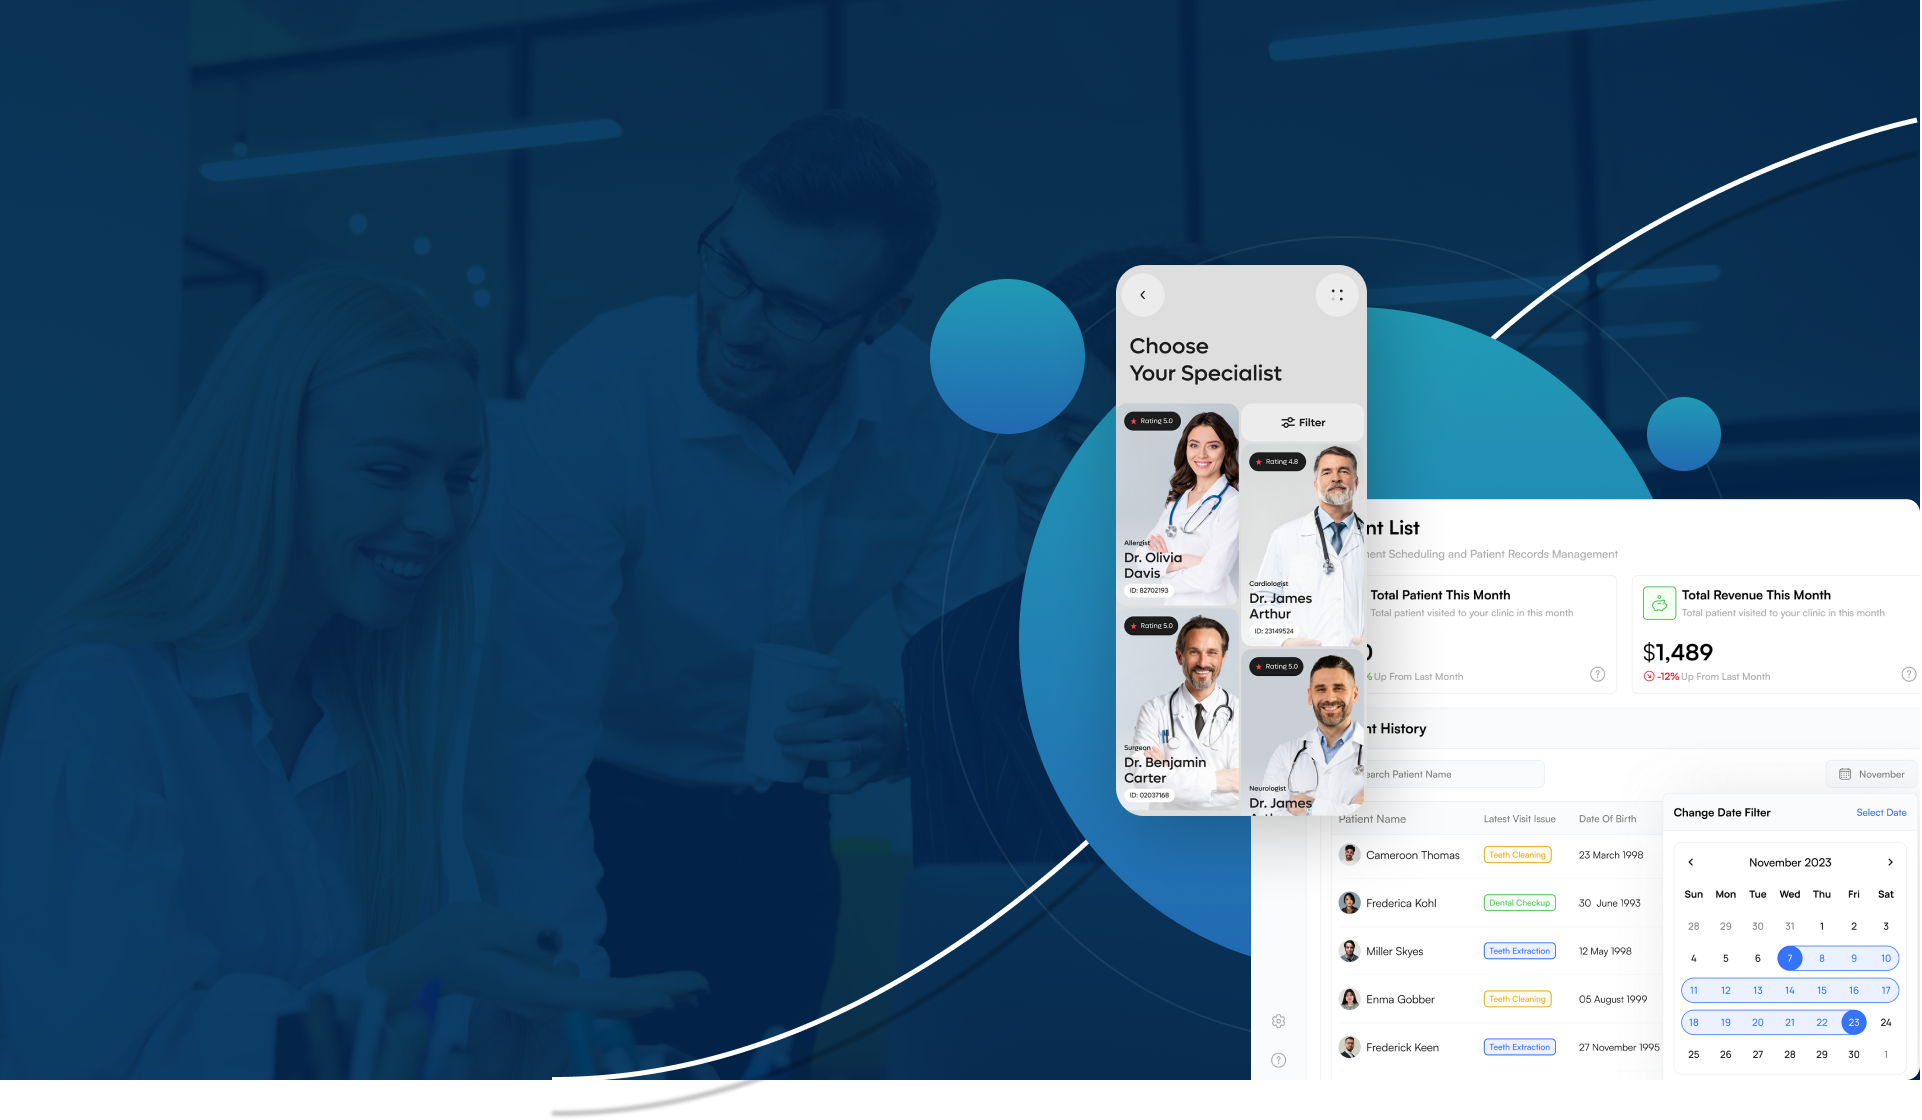 Choose
Your Specialist
Rating 5.0
Allergist
Dr. Olivia
Davis
ID: 82702193
Filter
Rating 4.8
Cardiologist
Dr. James
Arthur
ID: 23149524
Rating 5.0
Surgeon
Dr. Benjamin
Carter
ID: 02037168
Rating 5.0
Neurologist
Dr. James
nt List
ent Scheduling and Patient Records Management
Total Patient This Month
Total patient visited to your clinic in this month
% Up From Last Month
Total Revenue This Month
Total patient visited to your clinic in this month
$1,489
-12% Up From Last Month
nt History
earch Patient Name
November
Patient Name Latest Visit Issue Date Of Birth
Cameroon Thomas Teeth Cleaning 23 March 1998
Frederica Kohl Dental Checkup 30 June 1993
Miller Skyes Teeth Extraction 12 May 1998
Enma Gobber Teeth Cleaning 05 August 1999
Frederick Keen Teeth Extraction 27 November 1995
Change Date Filter Select Date
November 2023
Sun Mon Tue Wed Thu Fri Sat
28 29 30 31 1 2 3
4 5 6 7 8 9 10
11 12 13 14 15 16 17
18 19 20 21 22 23 24
25 26 27 28 29 30 1